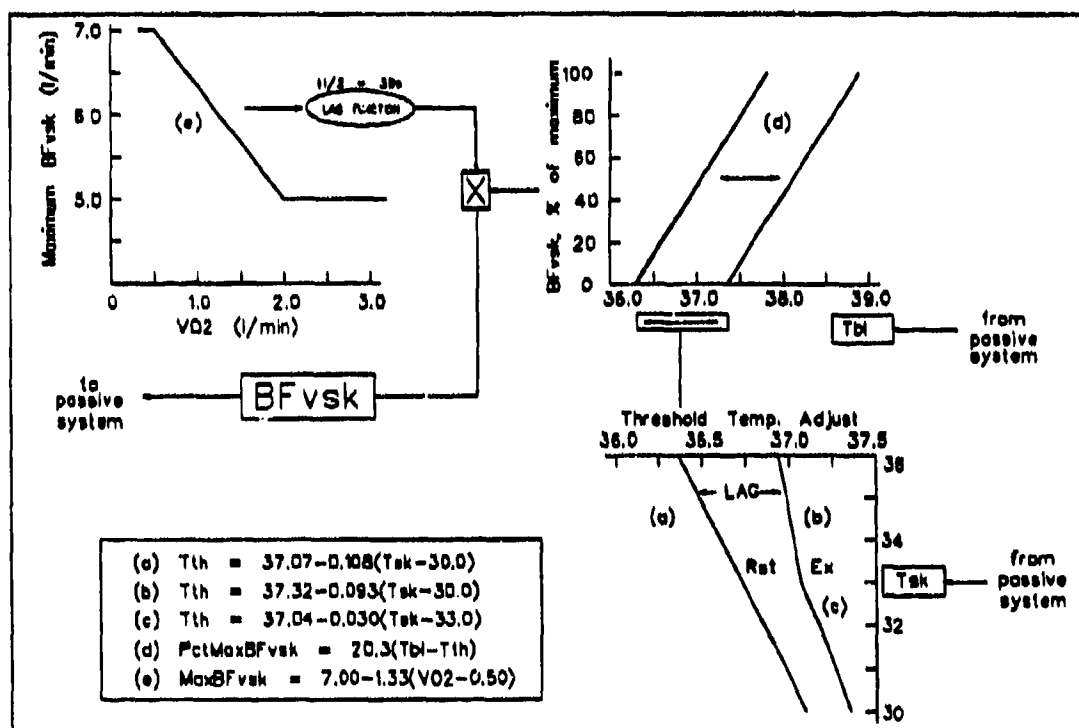 Maximum BFvsk (l/min)
7.0
6.0
5.0
0 1.0 2.0 3.0
VO2 (l/min)
(e)
LAG FUNCTION
X
BFvsk, % of maximum
100
80
60
40
20
0
36.0 37.0 38.0 39.0
(d)
Tbl
from passive system
to passive system
BFvsk
Threshold Temp. Adjust
36.0 36.5 37.0 37.5
36
34
32
30
LAG
(a)
(b)
Rst Ex
(c)
Tsk
from passive system
(a) Tth = 37.07-0.108(Tsk-30.0)
(b) Tth = 37.32-0.093(Tsk-30.0)
(c) Tth = 37.04-0.030(Tsk-33.0)
(d) PctMaxBFvsk = 20.3(Tbl-Tth)
(e) MaxBFvsk = 7.00-1.33(VO2-0.50)